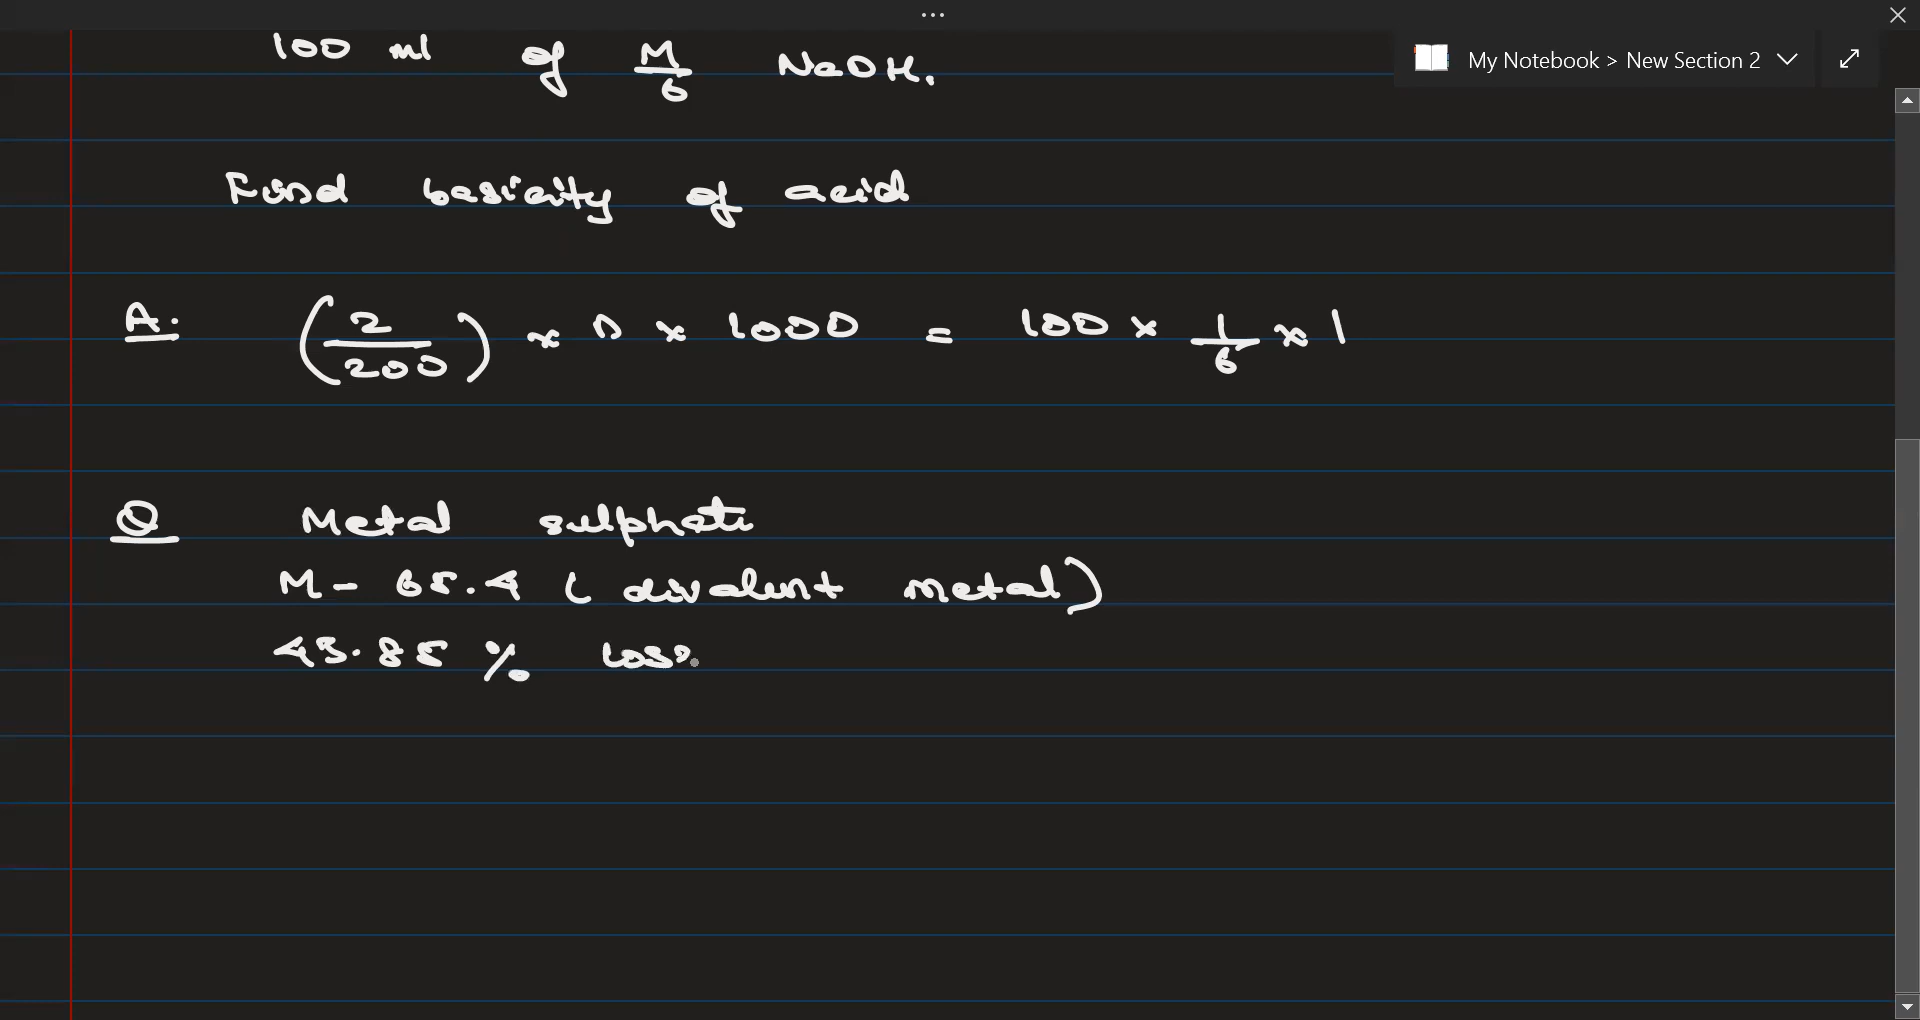 100 ml of M/6 NaOH.
My Notebook > New Section 2
Find basicity of acid
A. (2/200) × n × 1000 = 100 × 1/6 × 1
Q Metal sulphate
M - 65.4 (divalent metal)
43.85 % loss